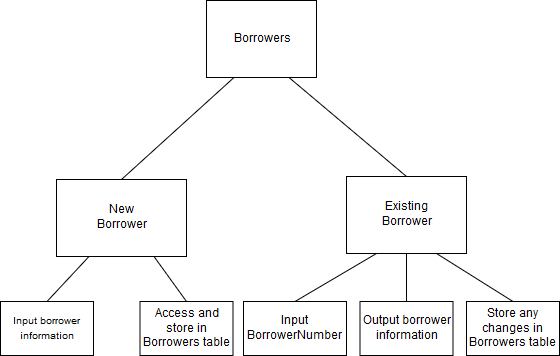 Borrowers
New
Borrower
Existing
Borrower
Input borrower
information
Access and
store in
Borrowers table
Input
BorrowerNumber
Output borrower
information
Store any
changes in
Borrowers table